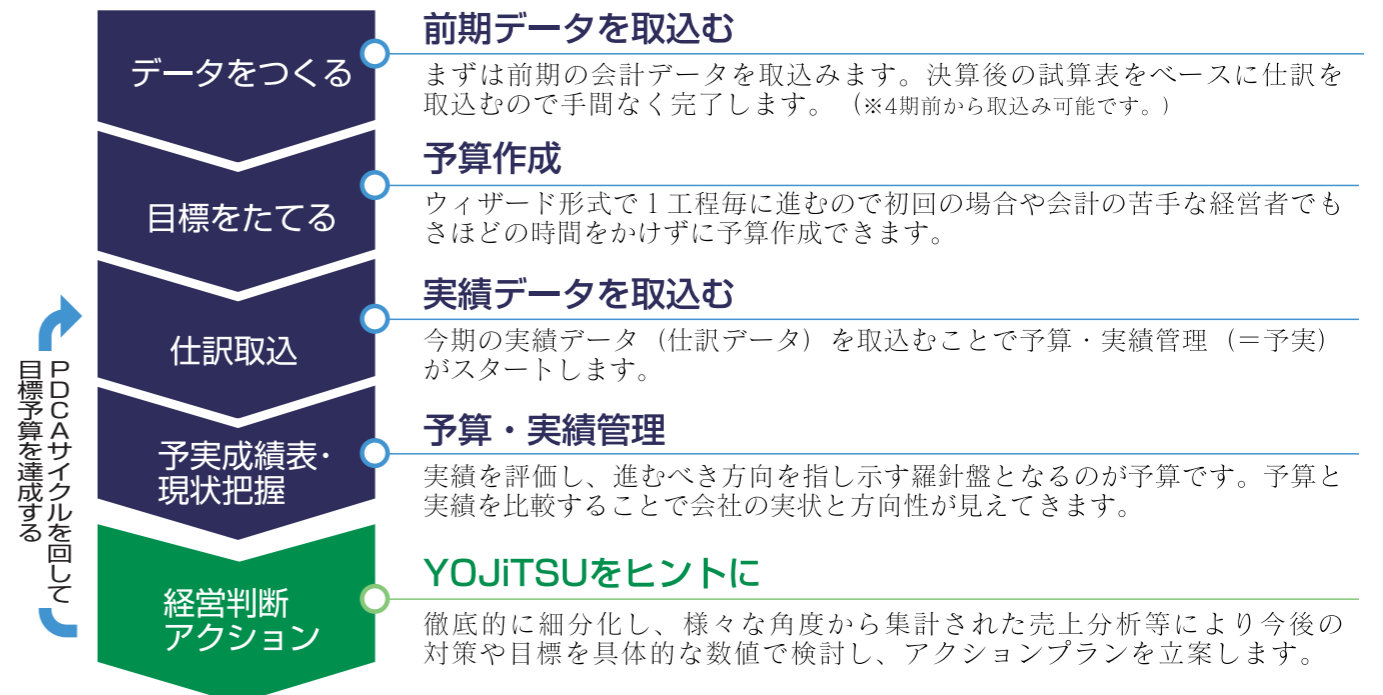 データをつくる
前期データを取込む
まずは前期の会計データを取込みます。決算後の試算表をベースに仕訳を
取込むので手間なく完了します。（※4期前から取込み可能です。）
目標をたてる
予算作成
ウィザード形式で１工程毎に進むので初回の場合や会計の苦手な経営者でも
さほどの時間をかけずに予算作成できます。
仕訳取込
実績データを取込む
今期の実績データ（仕訳データ）を取込むことで予算・実績管理（＝予実）
がスタートします。
予実成績表・
現状把握
予算・実績管理
実績を評価し、進むべき方向を指し示す羅針盤となるのが予算です。予算と
実績を比較することで会社の実状と方向性が見えてきます。
経営判断
アクション
YOJiTSUをヒントに
徹底的に細分化し、様々な角度から集計された売上分析等により今後の
対策や目標を具体的な数値で検討し、アクションプランを立案します。
PDCAサイクルを回して
目標予算を達成する